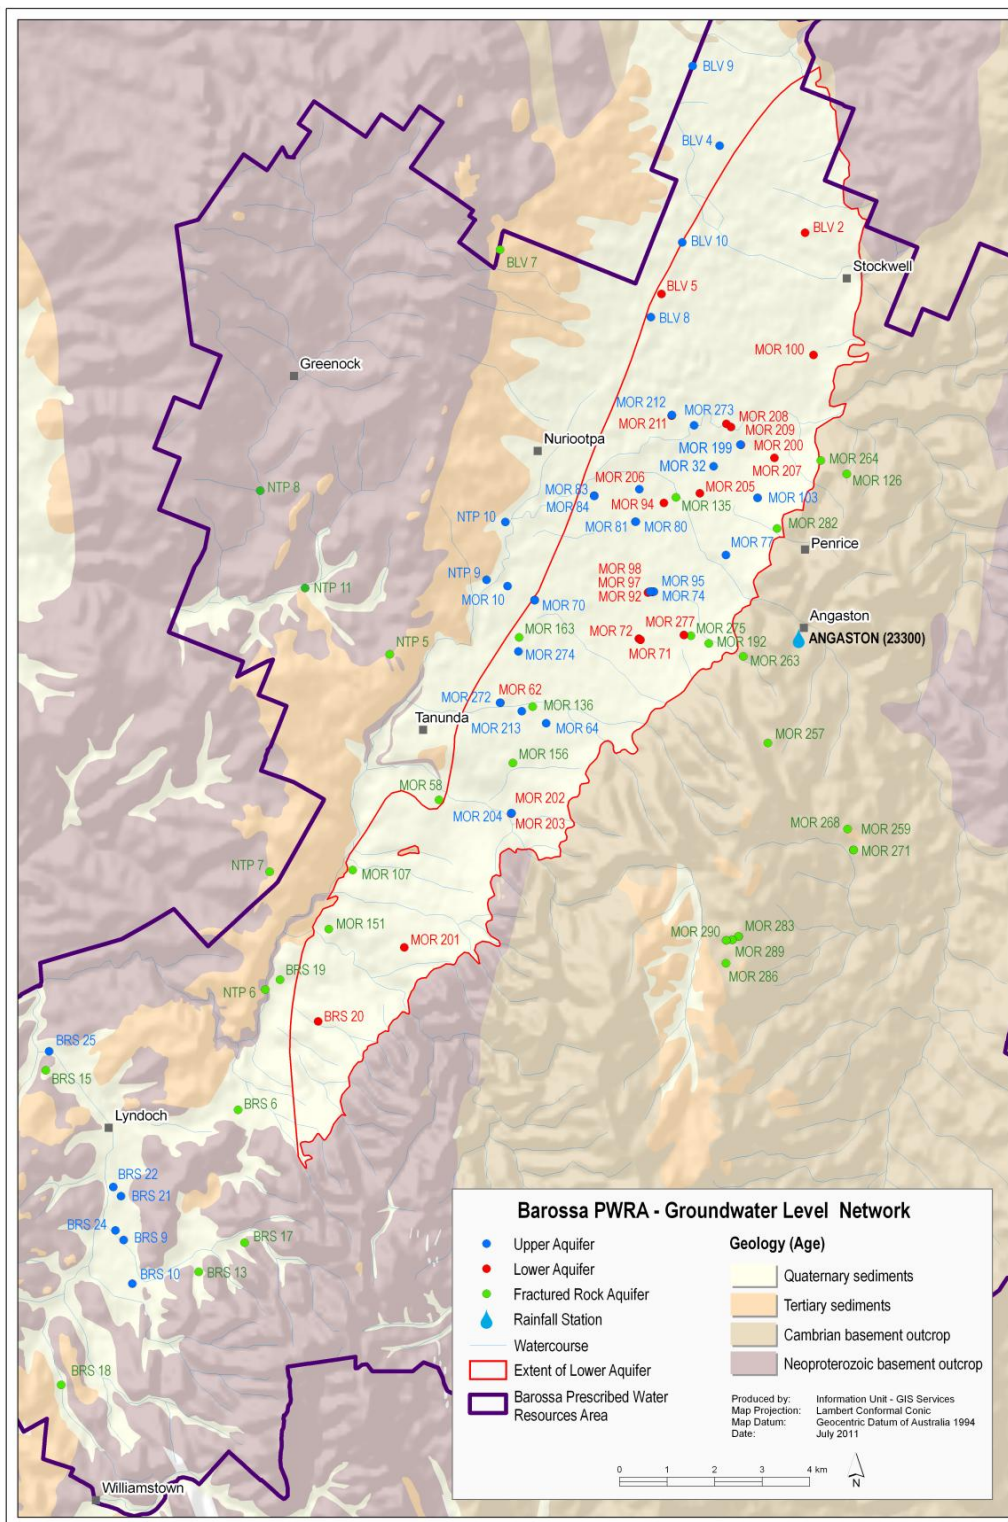 BLV 9
BLV 4
BLV 2
BLV 10
BLV 7
Stockwell
BLV 5
BLV 8
MOR 100
Greenock
MOR 212
MOR 273
MOR 208
MOR 211
MOR 209
Nuriootpa
MOR 199
MOR 200
MOR 264
MOR 32
MOR 207
MOR 126
MOR 206
NTP 8
MOR 83
MOR 205
MOR 103
MOR 84
MOR 94
MOR 135
NTP 10
MOR 81
MOR 80
MOR 282
Penrice
MOR 77
MOR 98
NTP 9
MOR 97
MOR 95
NTP 11
MOR 10
MOR 92
MOR 74
MOR 70
Angaston
MOR 163
MOR 72
MOR 277
MOR 275
ANGASTON (23300)
MOR 192
NTP 5
MOR 274
MOR 71
MOR 263
MOR 272
MOR 62
MOR 136
Tanunda
MOR 213
MOR 64
MOR 257
MOR 156
MOR 58
MOR 202
MOR 204
MOR 203
MOR 268
MOR 259
MOR 271
NTP 7
MOR 107
MOR 151
MOR 201
MOR 290
MOR 283
MOR 289
BRS 19
MOR 286
NTP 6
BRS 20
BRS 25
BRS 15
BRS 6
Lyndoch
BRS 22
BRS 21
BRS 24
BRS 9
BRS 17
BRS 13
BRS 10
BRS 18
Williamstown
Barossa PWRA - Groundwater Level Network
Upper Aquifer
Lower Aquifer
Fractured Rock Aquifer
Rainfall Station
Watercourse
Extent of Lower Aquifer
Barossa Prescribed Water
Resources Area
Geology (Age)
Quaternary sediments
Tertiary sediments
Cambrian basement outcrop
Neoproterozoic basement outcrop
Produced by: Information Unit - GIS Services
Map Projection: Lambert Conformal Conic
Map Datum: Geocentric Datum of Australia 1994
Date: July 2011
0 1 2 3 4 km
N